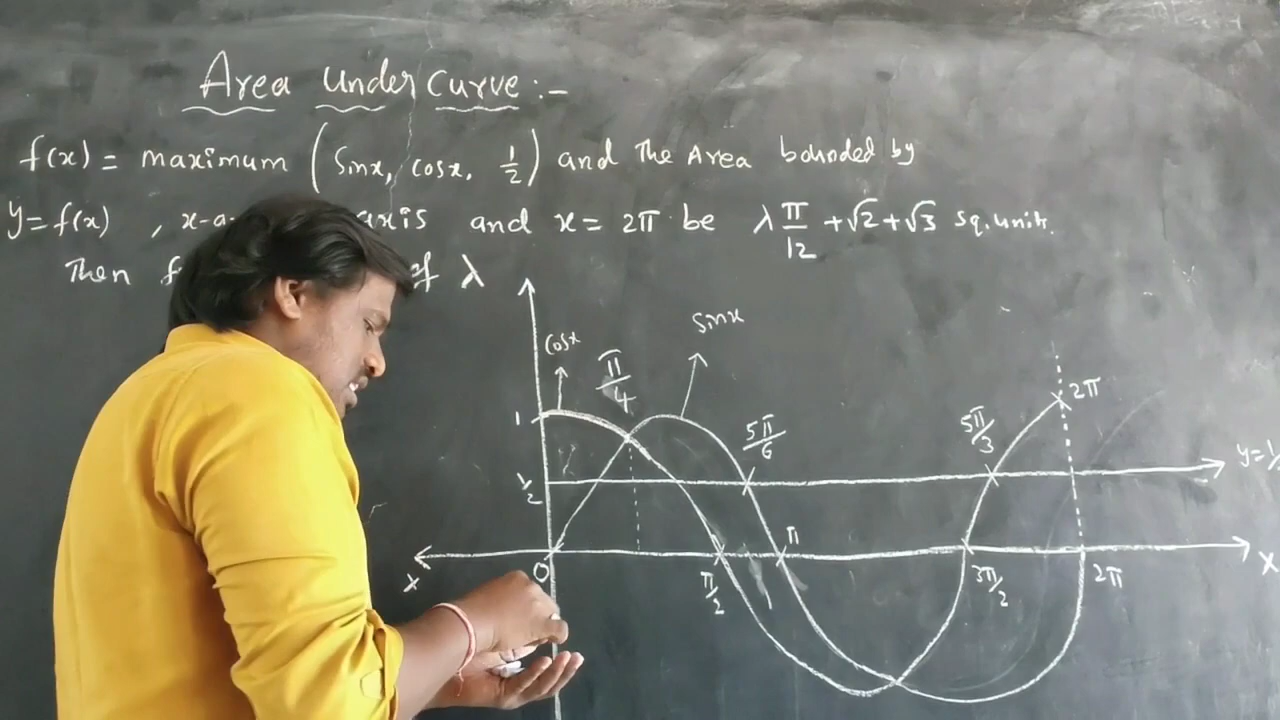 Area Under Curve :-
f(x) = maximum (Sinx, cosx, 1/2) and The Area bounded by
y = f(x) , x-a axis and x = 2π be λ π/12 + √2 + √3 sq.units.
Then of λ
Sinx
cosx
π/4
2π
1
5π/6
5π/3
y=1/
1/2
π
x
0
π/2
3π/2
2π
X